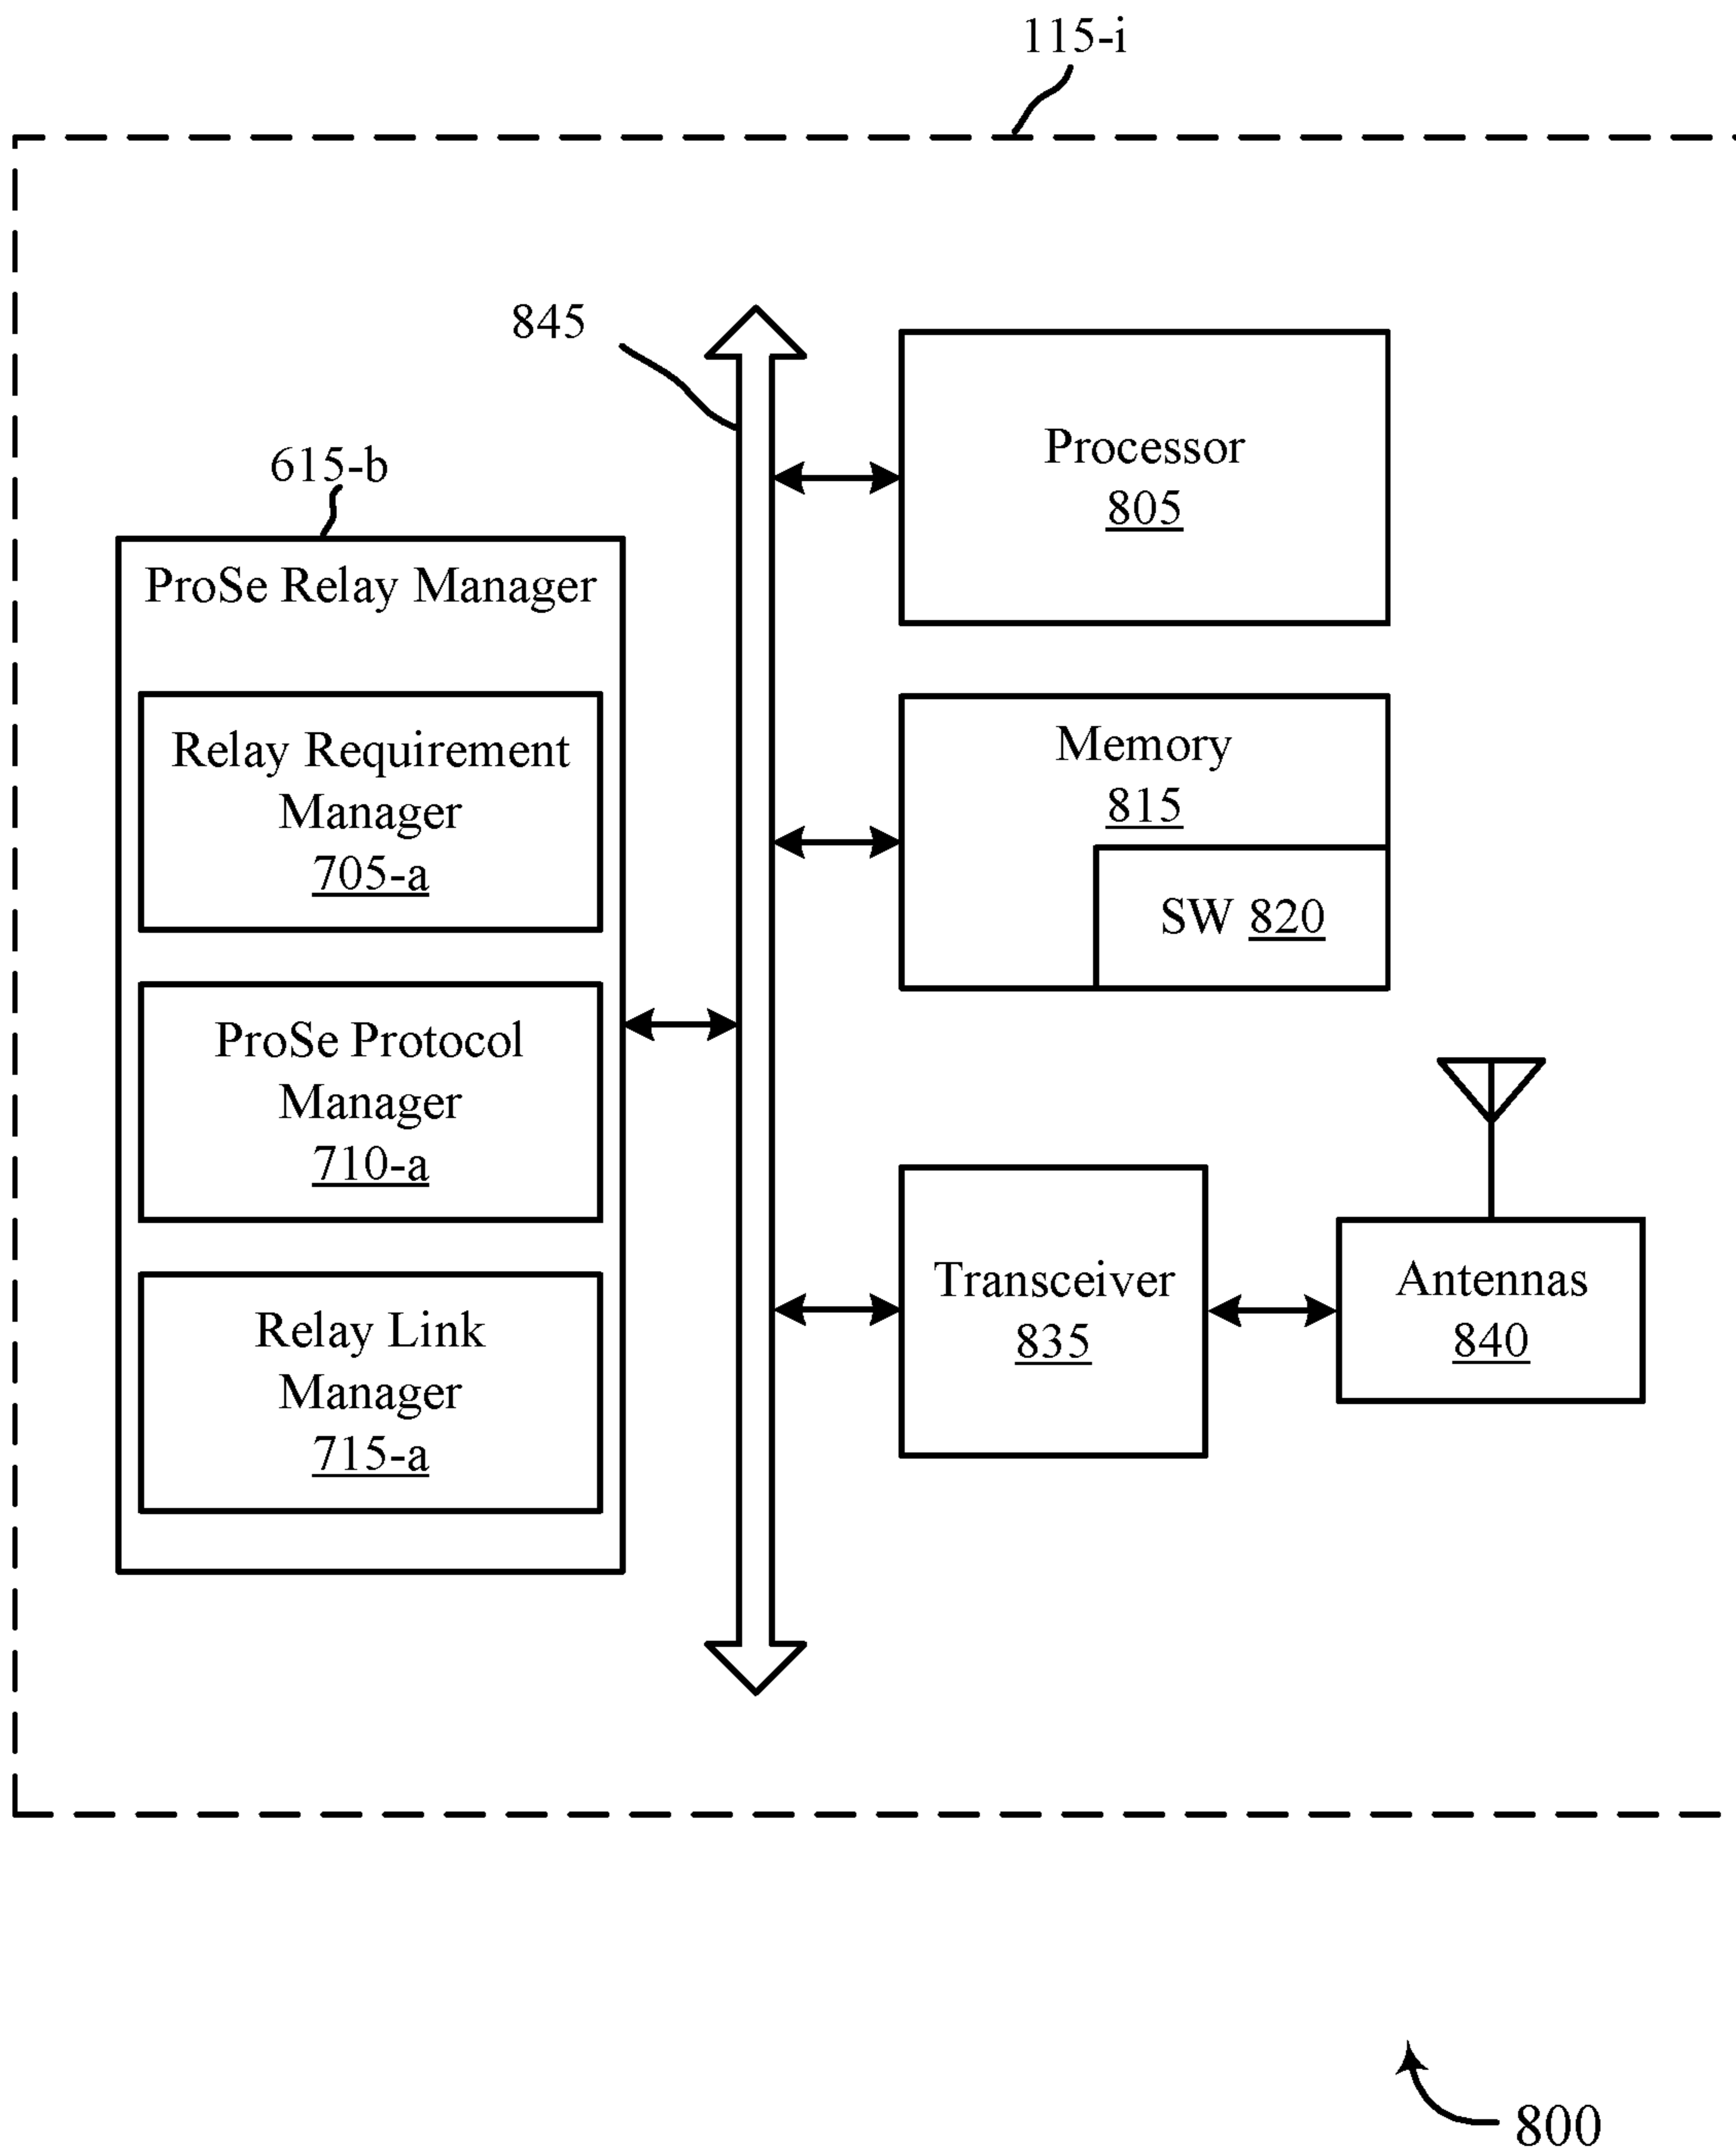 115-i
845
Processor
805
615-b
ProSe Relay Manager
Relay Requirement
Manager
705-a
Memory
815
SW 820
ProSe Protocol
Manager
710-a
Transceiver
835
Antennas
840
Relay Link
Manager
715-a
800